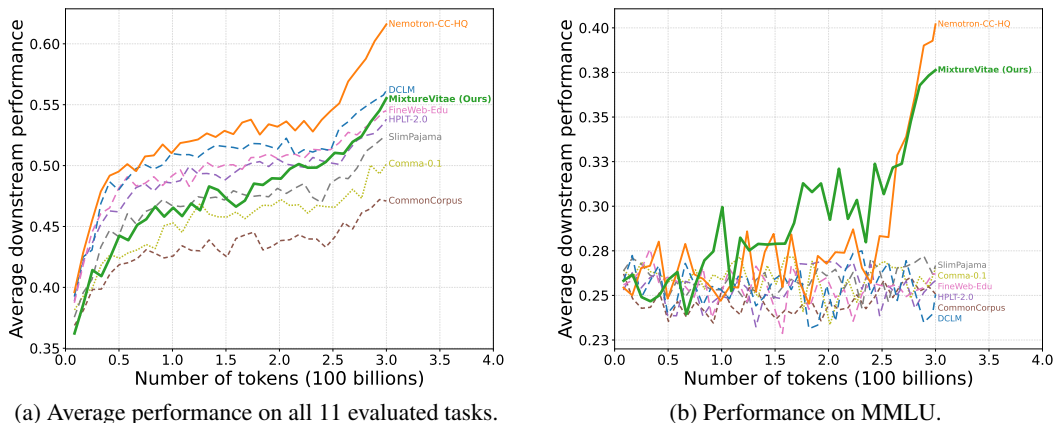 Average downstream performance
0.60
0.55
0.50
0.45
0.40
0.35
Nemotron-CC-HQ
DCLM
MixtureVitae (Ours)
FineWeb-Edu
HPLT-2.0
SlimPajama
Comma-0.1
CommonCorpus
0.0 0.5 1.0 1.5 2.0 2.5 3.0 3.5 4.0
Number of tokens (100 billions)
(a) Average performance on all 11 evaluated tasks.
Average downstream performance
0.40
0.38
0.35
0.33
0.30
0.28
0.25
0.23
Nemotron-CC-HQ
MixtureVitae (Ours)
SlimPajama
Comma-0.1
FineWeb-Edu
HPLT-2.0
CommonCorpus
DCLM
0.0 0.5 1.0 1.5 2.0 2.5 3.0 3.5 4.0
Number of tokens (100 billions)
(b) Performance on MMLU.